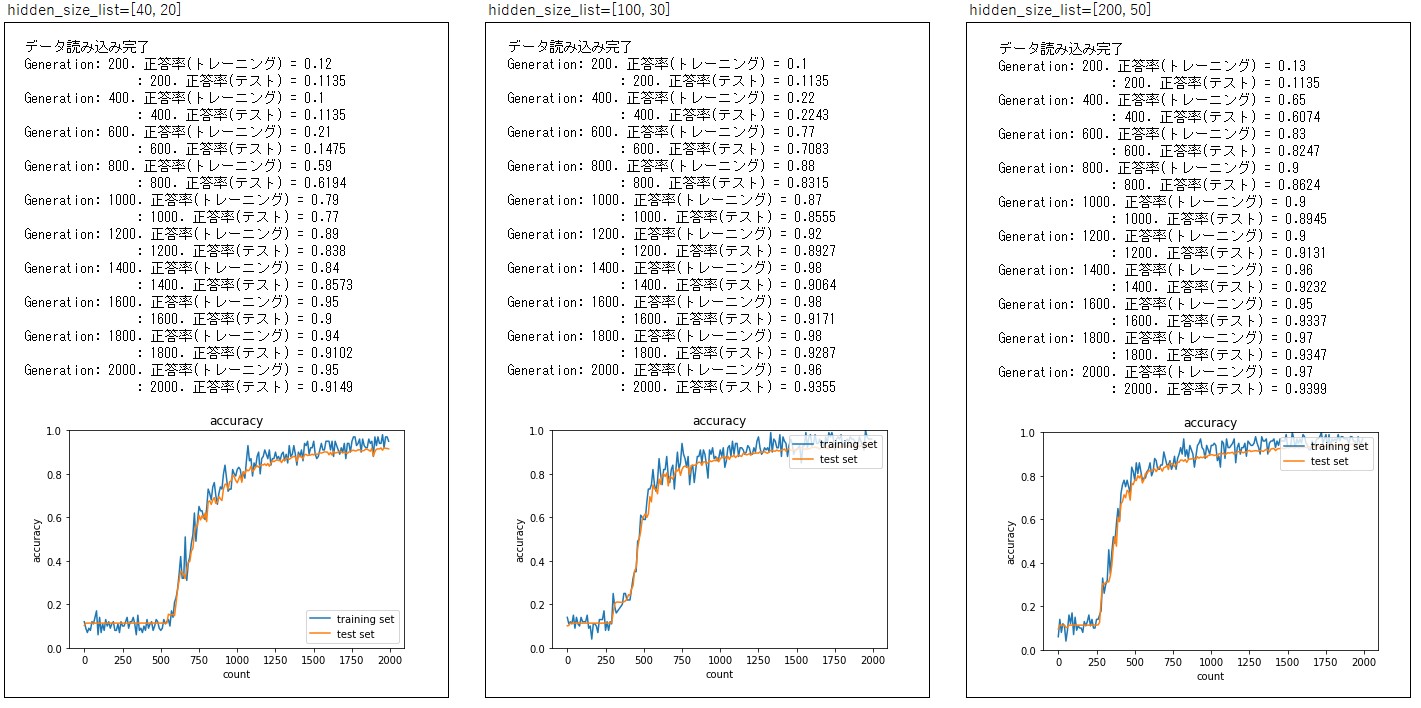 hidden_size_list=[40, 20]
データ読み込み完了
Generation: 200. 正答率(トレーニング) = 0.12
: 200. 正答率(テスト) = 0.1135
Generation: 400. 正答率(トレーニング) = 0.1
: 400. 正答率(テスト) = 0.1135
Generation: 600. 正答率(トレーニング) = 0.21
: 600. 正答率(テスト) = 0.1475
Generation: 800. 正答率(トレーニング) = 0.59
: 800. 正答率(テスト) = 0.6194
Generation: 1000. 正答率(トレーニング) = 0.79
: 1000. 正答率(テスト) = 0.77
Generation: 1200. 正答率(トレーニング) = 0.89
: 1200. 正答率(テスト) = 0.838
Generation: 1400. 正答率(トレーニング) = 0.84
: 1400. 正答率(テスト) = 0.8573
Generation: 1600. 正答率(トレーニング) = 0.95
: 1600. 正答率(テスト) = 0.9
Generation: 1800. 正答率(トレーニング) = 0.94
: 1800. 正答率(テスト) = 0.9102
Generation: 2000. 正答率(トレーニング) = 0.95
: 2000. 正答率(テスト) = 0.9149
accuracy
1.0
0.8
0.6
0.4
0.2
0.0
accuracy
training set
test set
0 250 500 750 1000 1250 1500 1750 2000
count
hidden_size_list=[100, 30]
データ読み込み完了
Generation: 200. 正答率(トレーニング) = 0.1
: 200. 正答率(テスト) = 0.1135
Generation: 400. 正答率(トレーニング) = 0.22
: 400. 正答率(テスト) = 0.2243
Generation: 600. 正答率(トレーニング) = 0.77
: 600. 正答率(テスト) = 0.7083
Generation: 800. 正答率(トレーニング) = 0.88
: 800. 正答率(テスト) = 0.8315
Generation: 1000. 正答率(トレーニング) = 0.87
: 1000. 正答率(テスト) = 0.8555
Generation: 1200. 正答率(トレーニング) = 0.92
: 1200. 正答率(テスト) = 0.8927
Generation: 1400. 正答率(トレーニング) = 0.98
: 1400. 正答率(テスト) = 0.9064
Generation: 1600. 正答率(トレーニング) = 0.98
: 1600. 正答率(テスト) = 0.9171
Generation: 1800. 正答率(トレーニング) = 0.98
: 1800. 正答率(テスト) = 0.9287
Generation: 2000. 正答率(トレーニング) = 0.96
: 2000. 正答率(テスト) = 0.9355
accuracy
1.0
0.8
0.6
0.4
0.2
0.0
accuracy
training set
test set
0 250 500 750 1000 1250 1500 1750 2000
count
hidden_size_list=[200, 50]
データ読み込み完了
Generation: 200. 正答率(トレーニング) = 0.13
: 200. 正答率(テスト) = 0.1135
Generation: 400. 正答率(トレーニング) = 0.65
: 400. 正答率(テスト) = 0.6074
Generation: 600. 正答率(トレーニング) = 0.83
: 600. 正答率(テスト) = 0.8247
Generation: 800. 正答率(トレーニング) = 0.9
: 800. 正答率(テスト) = 0.8624
Generation: 1000. 正答率(トレーニング) = 0.9
: 1000. 正答率(テスト) = 0.8945
Generation: 1200. 正答率(トレーニング) = 0.9
: 1200. 正答率(テスト) = 0.9131
Generation: 1400. 正答率(トレーニング) = 0.96
: 1400. 正答率(テスト) = 0.9232
Generation: 1600. 正答率(トレーニング) = 0.95
: 1600. 正答率(テスト) = 0.9337
Generation: 1800. 正答率(トレーニング) = 0.97
: 1800. 正答率(テスト) = 0.9347
Generation: 2000. 正答率(トレーニング) = 0.97
: 2000. 正答率(テスト) = 0.9399
accuracy
1.0
0.8
0.6
0.4
0.2
0.0
accuracy
training set
test set
0 250 500 750 1000 1250 1500 1750 2000
count